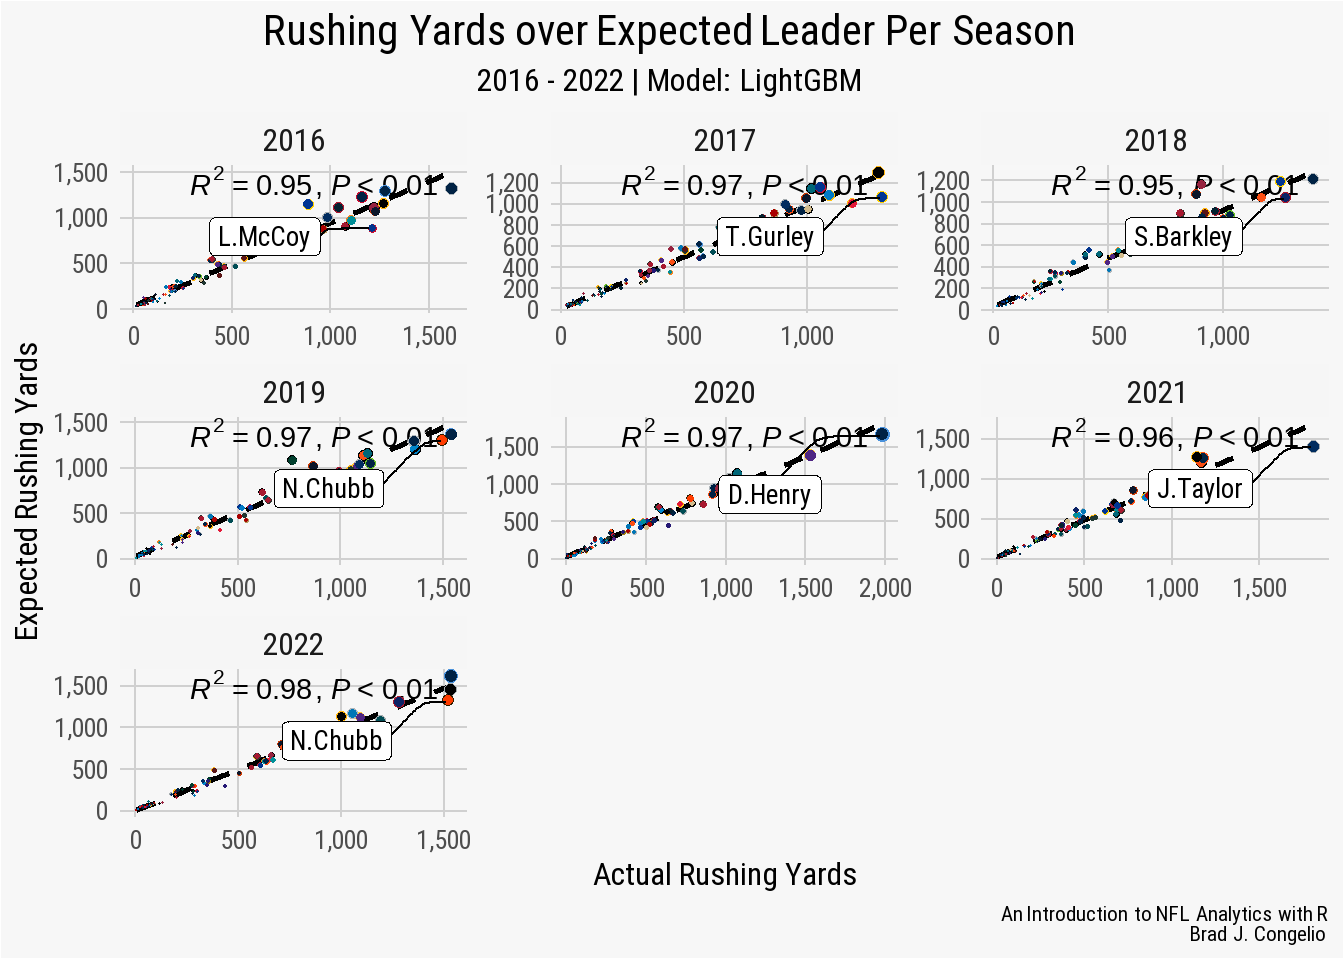 Rushing Yards over Expected Leader Per Season
2016 - 2022 | Model: LightGBM
2016
2017
2018
R² = 0.95, P < 0.01
R² = 0.97, P < 0.01
R² = 0.95, P < 0.01
1,500
1,000
500
0
L.McCoy
0 500 1,000 1,500
1,200
1,000
800
600
400
200
0
T.Gurley
0 500 1,000
1,200
1,000
800
600
400
200
0
S.Barkley
0 500 1,000
Expected Rushing Yards
2019
2020
2021
R² = 0.97, P < 0.01
R² = 0.97, P < 0.01
R² = 0.96, P < 0.01
1,500
1,000
500
0
N.Chubb
0 500 1,000 1,500
1,500
1,000
500
0
D.Henry
0 500 1,000 1,500 2,000
1,500
1,000
500
0
J.Taylor
0 500 1,000 1,500
2022
R² = 0.98, P < 0.01
1,500
1,000
500
0
N.Chubb
0 500 1,000 1,500
Actual Rushing Yards
An Introduction to NFL Analytics with R
Brad J. Congelio